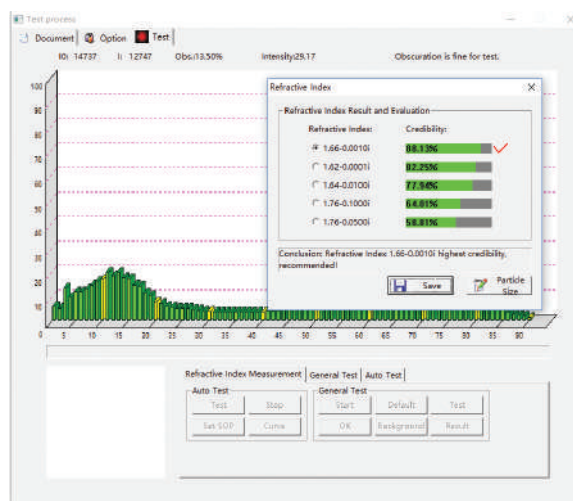 Test process
Document Option Test
I0: 14737 I: 12747 Obs.:13.50% Intensity:29.17 Obscuration is fine for test.
Refractive Index
Refractive Index Result and Evaluation
Refractive Index: Credibility:
1.66-0.0010i 88.13%
1.62-0.0001i 82.25%
1.64-0.0100i 77.94%
1.76-0.1000i 64.81%
1.76-0.0500i 58.81%
Conclusion: Refractive Index 1.66-0.0010i highest credibility,
recommended!
Save Particle Size
100
90
80
70
60
50
40
30
20
10
0 5 10 15 20 25 30 35 40 45 50 55 60 65 70 75 80 85 90
Refractive Index Measurement General Test Auto Test
Auto Test General Test
Test Stop Start Default Test
Set SOP Curve OK Background Result